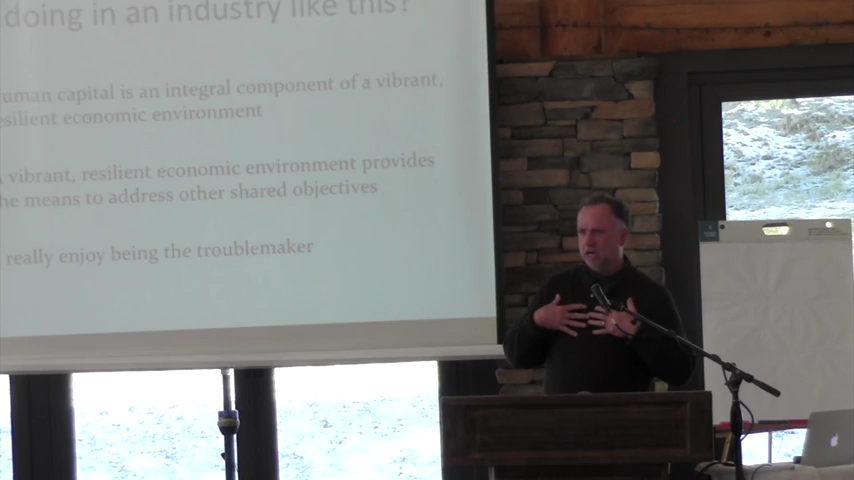 doing in an industry like this?
uman capital is an integral component of a vibrant,
esilient economic environment
vibrant, resilient economic environment provides
he means to address other shared objectives
really enjoy being the troublemaker